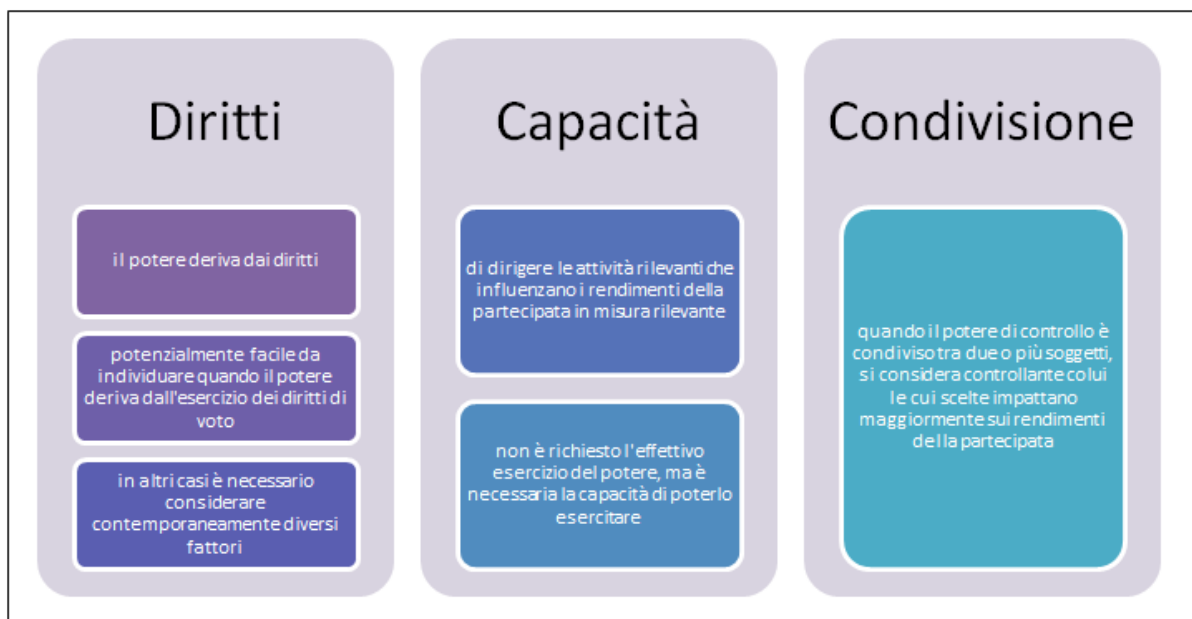 Diritti
il potere deriva dai diritti
potenzialmente facile da
individuare quando il potere
deriva dall'esercizio dei diritti di
voto
in altri casi è necessario
considerare
contemporaneamente diversi
fattori
Capacità
di dirigere le attività rilevanti che
influenzano i rendimenti della
partecipata in misura rilevante
non è richiesto l'effettivo
esercizio del potere, ma è
necessaria la capacità di poterlo
esercitare
Condivisione
quando il potere di controllo è
condiviso tra due o più soggetti,
si considera controllante colui
le cui scelte impattano
maggiormente sui rendimenti
della partecipata